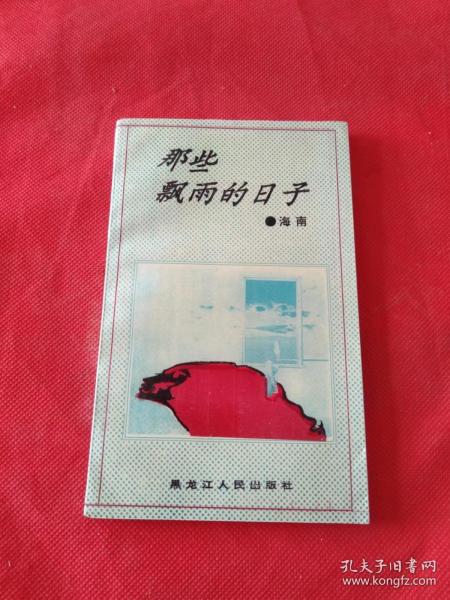 那些
飘雨的日子
●海南
黑龙江人民出版社
孔夫子旧书网
www.kongfz.com